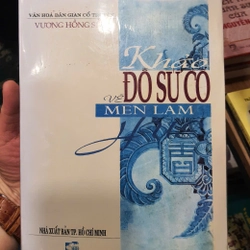 VĂN HOÁ DÂN GIAN CỔ TRUYỀN
VƯƠNG HỒNG
Khảo
VỀ
ĐỒ SỨ CỔ
MEN LAM
NHÀ XUẤT BẢN TP. HỒ CHÍ MINH